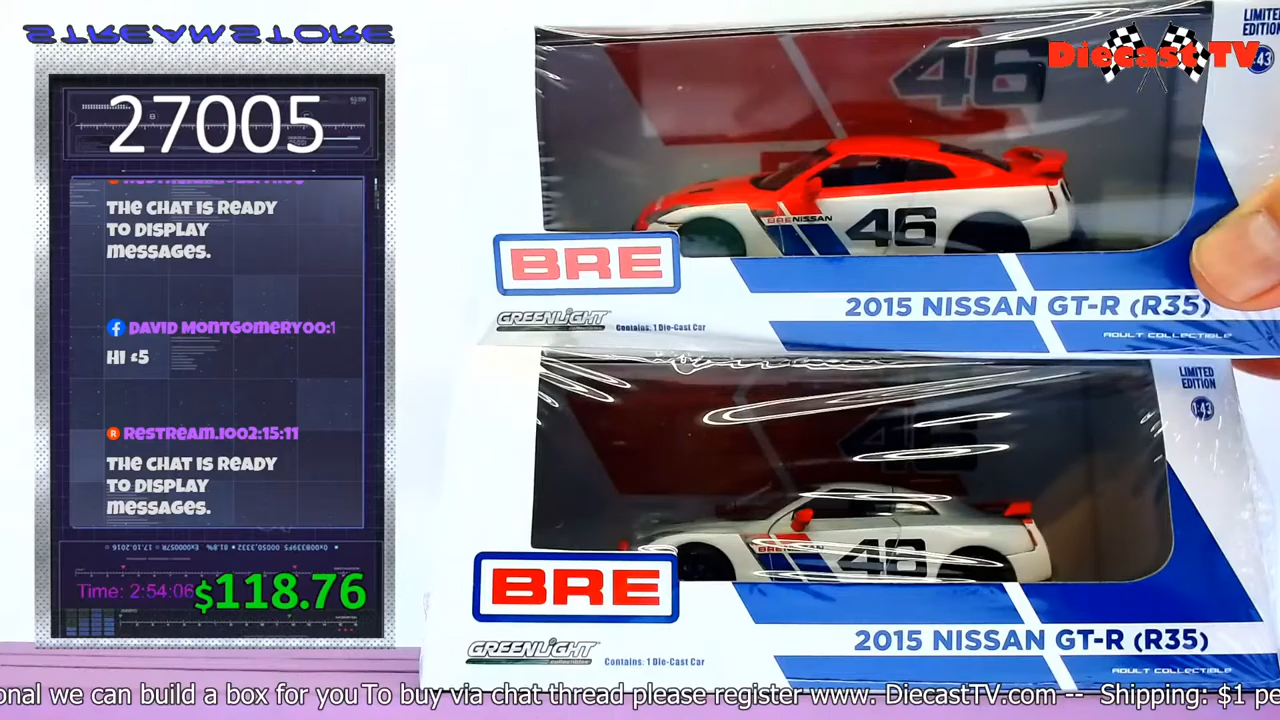 STREAMSTORE
27005
THE CHAT IS READY
TO DISPLAY
MESSAGES.
DAVID MONTGOMERY00:1
HI £5
RESTREAM.IO02:15:11
THE CHAT IS READY
TO DISPLAY
MESSAGES.
Time: 2:54:06
$118.76
LIMITED
EDITION
:43
Diecast TV
46
BRE NISSAN
46
BRE
2015 NISSAN GT-R (R35)
GREENLIGHT
Contains: 1 Die-Cast Car
ADULT COLLECTIBLE
LIMITED
EDITION
1:43
46
46
BRE
2015 NISSAN GT-R (R35)
GREENLIGHT
collectibles
Contains: 1 Die-Cast Car
ADULT COLLECTIBLE
onal we can build a box for you To buy via chat thread please register www. DiecastTV.com -- Shipping: $1 pe